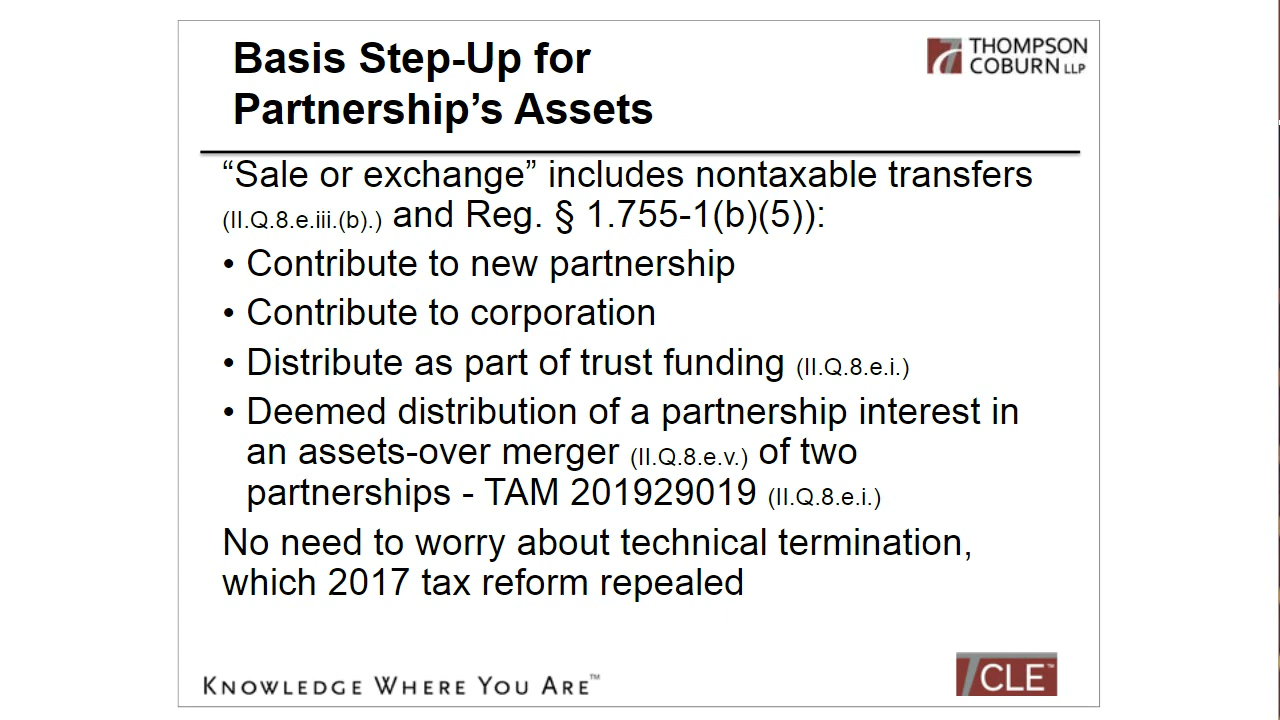 Basis Step-Up for
Partnership’s Assets
THOMPSON
COBURN LLP
“Sale or exchange” includes nontaxable transfers
(II.Q.8.e.iii.(b).) and Reg. § 1.755-1(b)(5)):
• Contribute to new partnership
• Contribute to corporation
• Distribute as part of trust funding (II.Q.8.e.i.)
• Deemed distribution of a partnership interest in
an assets-over merger (II.Q.8.e.v.) of two
partnerships - TAM 201929019 (II.Q.8.e.i.)
No need to worry about technical termination,
which 2017 tax reform repealed
KNOWLEDGE WHERE YOU ARE™
CLE™